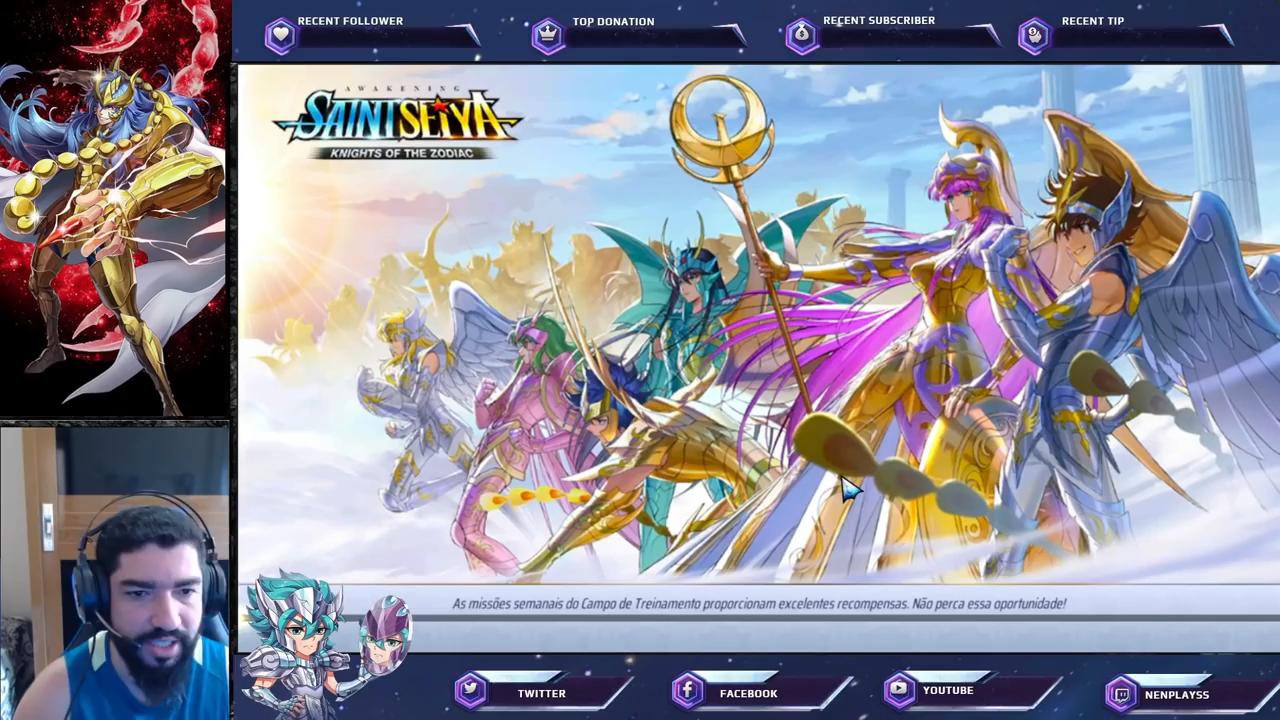 RECENT FOLLOWER
TOP DONATION
RECENT SUBSCRIBER
RECENT TIP
AWAKENING
SAINT SEIYA
KNIGHTS OF THE ZODIAC
As missões semanais do Campo de Treinamento proporcionam excelentes recompensas. Não perca essa oportunidade!
TWITTER
FACEBOOK
YOUTUBE
NENPLAYSS